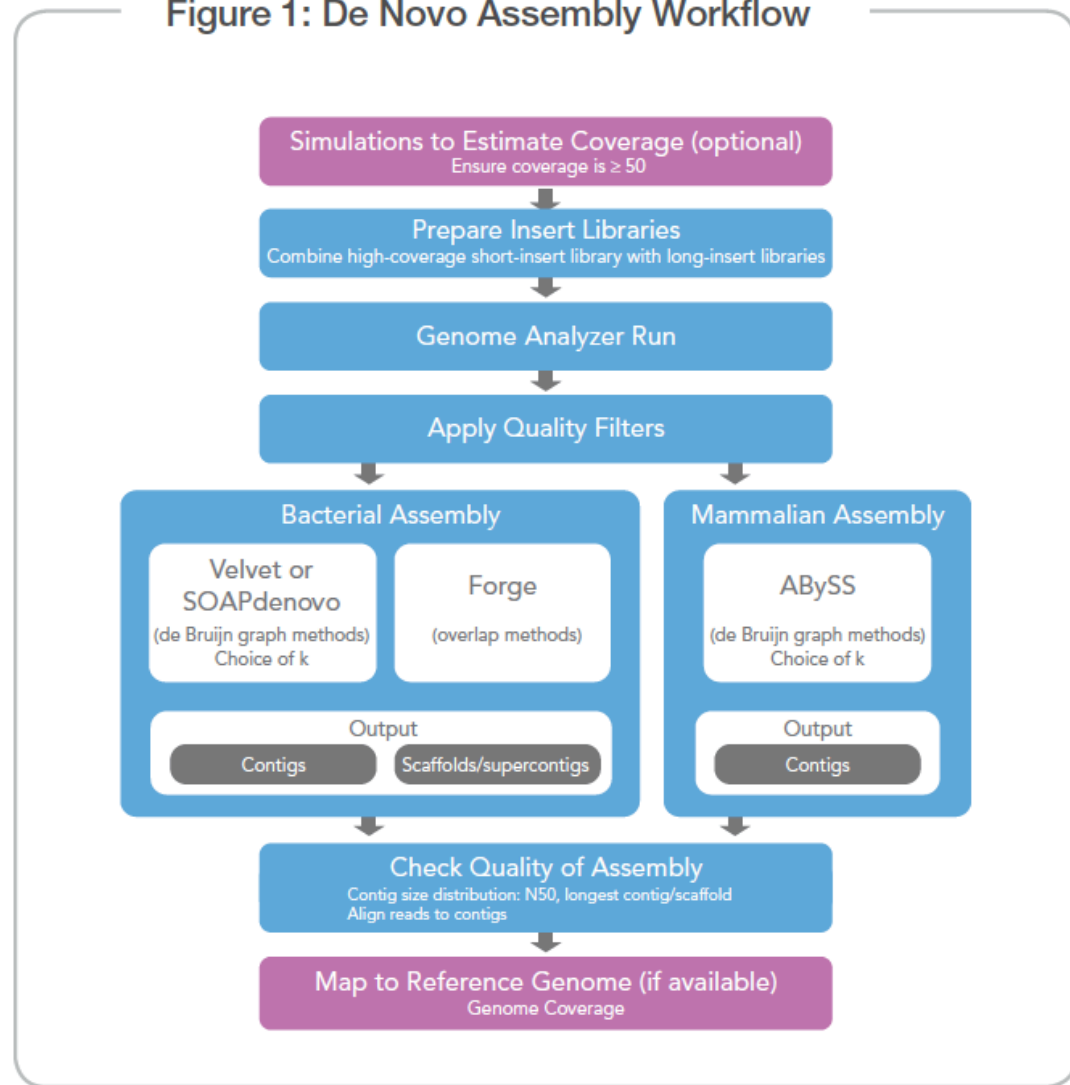 Figure 1: De Novo Assembly Workflow
Simulations to Estimate Coverage (optional)
Ensure coverage is ≥ 50
Prepare Insert Libraries
Combine high-coverage short-insert library with long-insert libraries
Genome Analyzer Run
Apply Quality Filters
Bacterial Assembly
Velvet or
SOAPdenovo
(de Bruijn graph methods)
Choice of k
Forge
(overlap methods)
Output
Contigs
Scaffolds/supercontigs
Mammalian Assembly
ABySS
(de Bruijn graph methods)
Choice of k
Output
Contigs
Check Quality of Assembly
Contig size distribution: N50, longest contig/scaffold
Align reads to contigs
Map to Reference Genome (if available)
Genome Coverage